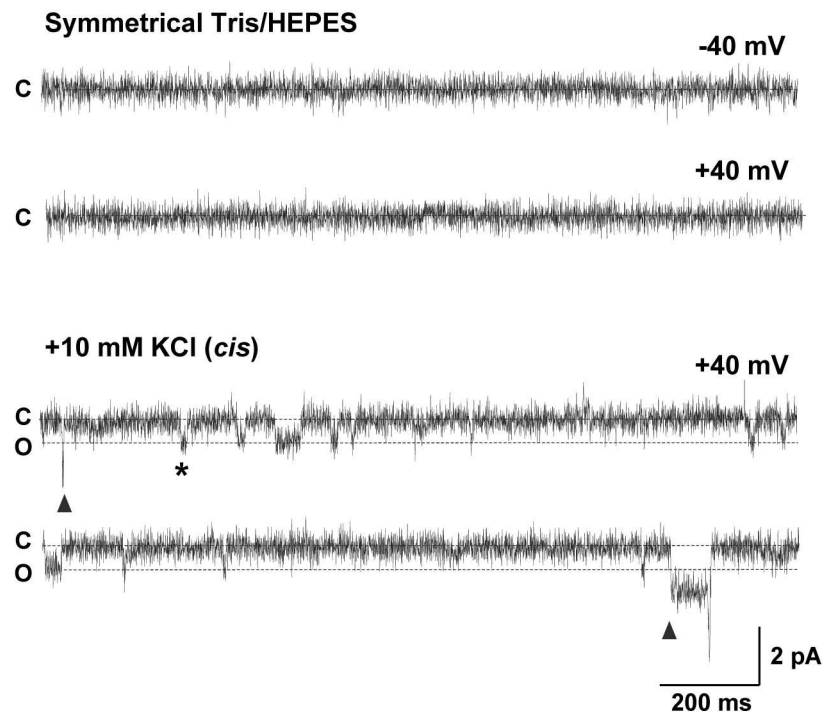 Symmetrical Tris/HEPES
-40 mV
C
+40 mV
C
+10 mM KCl (cis)
+40 mV
C
O
*
C
O
2 pA
200 ms